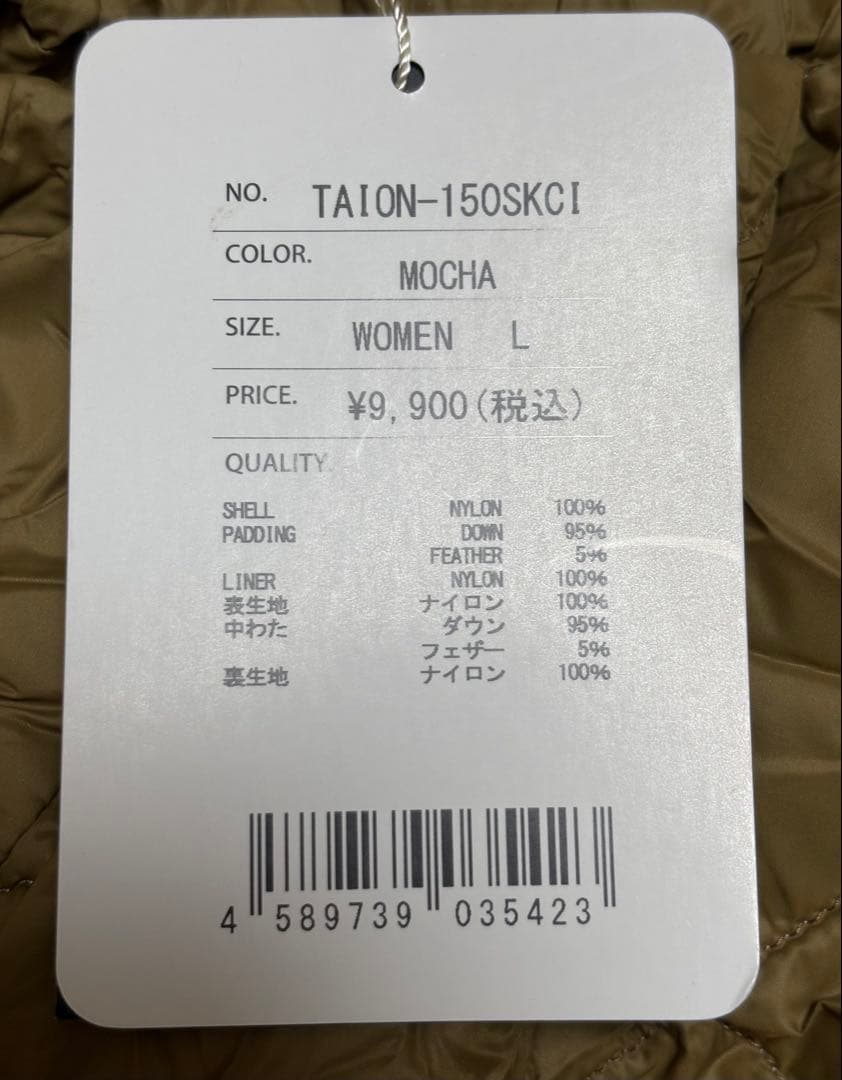 NO. TAION-150SKCI
COLOR. MOCHA
SIZE. WOMEN L
PRICE. ¥9,900(税込)
QUALITY.
SHELL NYLON 100%
PADDING DOWN 95%
FEATHER 5%
LINER NYLON 100%
表生地 ナイロン 100%
中わた ダウン 95%
フェザー 5%
裏生地 ナイロン 100%
4 589739 035423